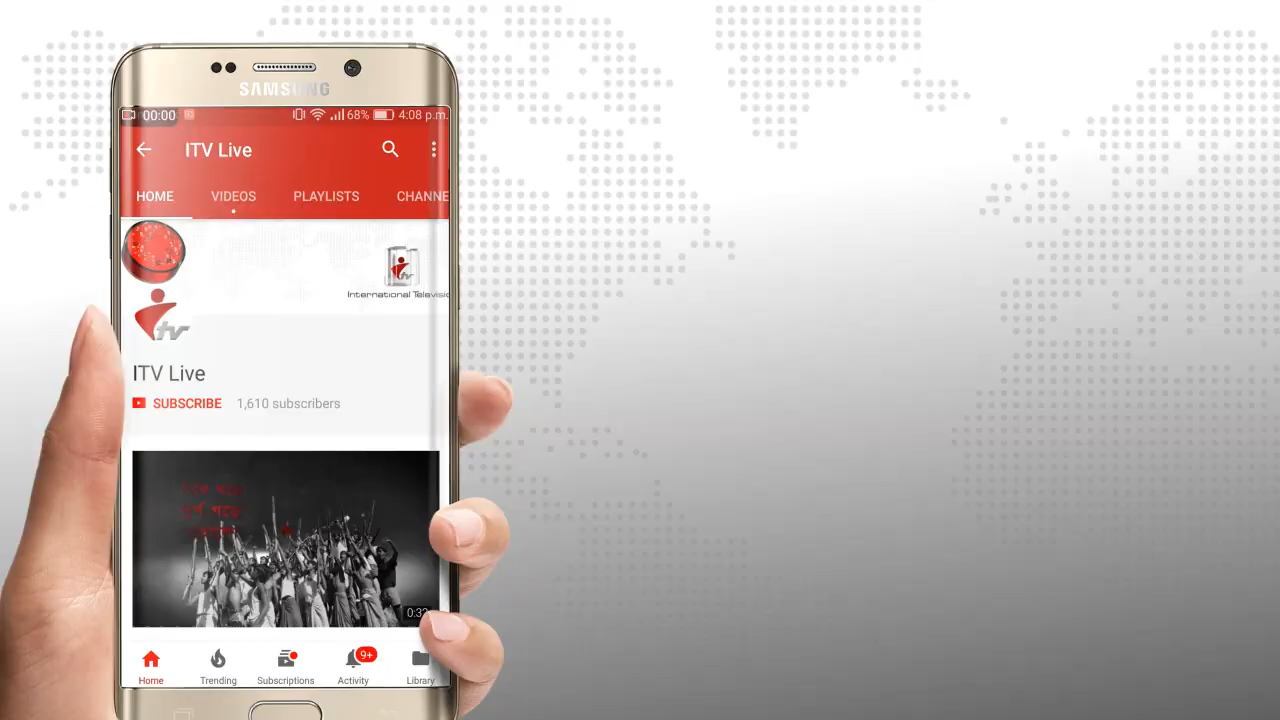 SAMSUNG
00:00 68% 4:08 p.m.
ITV Live
HOME VIDEOS PLAYLISTS CHANNE
International Televisio
tv
ITV Live
SUBSCRIBE 1,610 subscribers
0:32
9+
Home Trending Subscriptions Activity Library